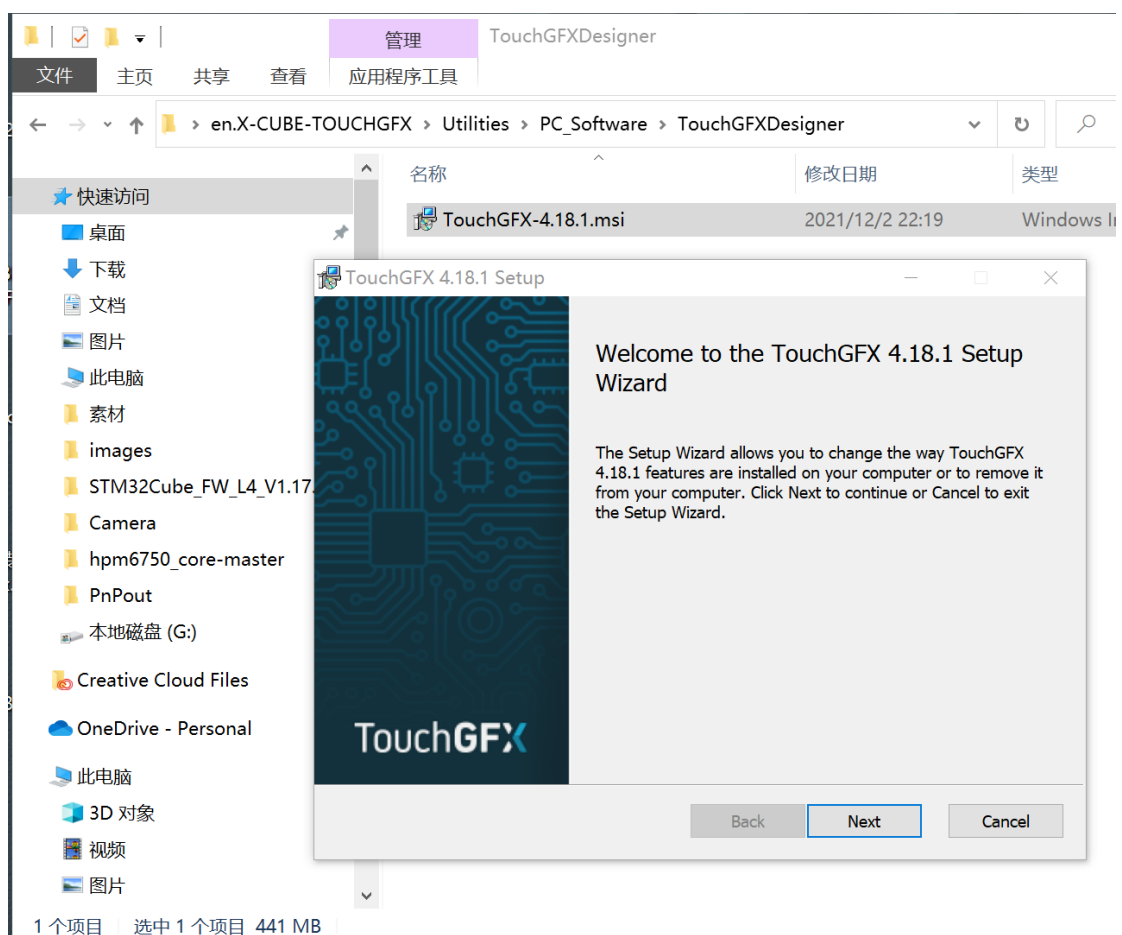 管理
TouchGFXDesigner
文件
主页
共享
查看
应用程序工具
en.X-CUBE-TOUCHGFX › Utilities › PC_Software › TouchGFXDesigner
名称
修改日期
类型
快速访问
TouchGFX-4.18.1.msi
2021/12/2 22:19
Windows
桌面
下载
文档
图片
此电脑
素材
images
STM32Cube_FW_L4_V1.17.
Camera
hpm6750_core-master
PnPout
本地磁盘 (G:)
Creative Cloud Files
OneDrive - Personal
此电脑
3D 对象
视频
图片
TouchGFX 4.18.1 Setup
Welcome to the TouchGFX 4.18.1 Setup
Wizard
The Setup Wizard allows you to change the way TouchGFX
4.18.1 features are installed on your computer or to remove it
from your computer. Click Next to continue or Cancel to exit
the Setup Wizard.
TouchGFX
Back
Next
Cancel
1 个项目
选中 1 个项目 441 MB